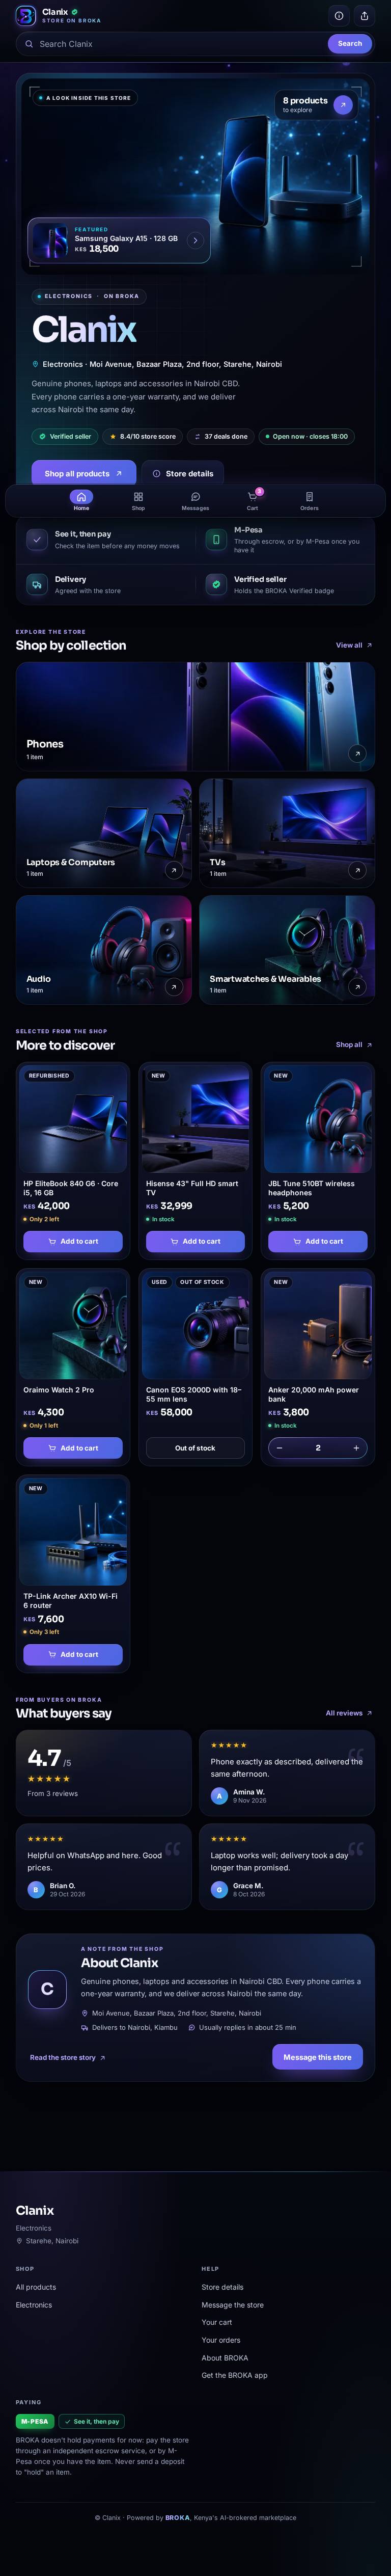 Clanix
STORE ON BROKA
Search Clanix
Search
A LOOK INSIDE THIS STORE
8 products
to explore
FEATURED
Samsung Galaxy A15 · 128 GB
KES 18,500
ELECTRONICS · ON BROKA
Clanix
Electronics · Moi Avenue, Bazaar Plaza, 2nd floor, Starehe, Nairobi
Genuine phones, laptops and accessories in Nairobi CBD.
Every phone carries a one-year warranty, and we deliver
across Nairobi the same day.
Verified seller
8.4/10 store score
37 deals done
Open now · closes 18:00
Shop all products
Store details
Home
Shop
Messages
Cart
3
Orders
See it, then pay
Check the item before any money moves
M-Pesa
Through escrow, or by M-Pesa once you
have it
Delivery
Agreed with the store
Verified seller
Holds the BROKA Verified badge
EXPLORE THE STORE
Shop by collection
View all
Phones
1 item
Laptops & Computers
1 item
TVs
1 item
Audio
1 item
Smartwatches & Wearables
1 item
SELECTED FROM THE SHOP
More to discover
Shop all
REFURBISHED
HP EliteBook 840 G6 · Core
i5, 16 GB
KES 42,000
Only 2 left
Add to cart
NEW
Hisense 43" Full HD smart
TV
KES 32,999
In stock
Add to cart
NEW
JBL Tune 510BT wireless
headphones
KES 5,200
In stock
Add to cart
NEW
Oraimo Watch 2 Pro
KES 4,300
Only 1 left
Add to cart
USED
OUT OF STOCK
Canon EOS 2000D with 18–
55 mm lens
KES 58,000
Out of stock
NEW
Anker 20,000 mAh power
bank
KES 3,800
In stock
− 2 +
NEW
TP-Link Archer AX10 Wi-Fi
6 router
KES 7,600
Only 3 left
Add to cart
FROM BUYERS ON BROKA
What buyers say
All reviews
4.7 /5
★★★★★
From 3 reviews
★★★★★
Phone exactly as described, delivered the
same afternoon.
A
Amina W.
9 Nov 2026
★★★★★
Helpful on WhatsApp and here. Good
prices.
B
Brian O.
29 Oct 2026
★★★★★
Laptop works well; delivery took a day
longer than promised.
G
Grace M.
8 Oct 2026
C
A NOTE FROM THE SHOP
About Clanix
Genuine phones, laptops and accessories in Nairobi CBD. Every phone carries a
one-year warranty, and we deliver across Nairobi the same day.
Moi Avenue, Bazaar Plaza, 2nd floor, Starehe, Nairobi
Delivers to Nairobi, Kiambu
Usually replies in about 25 min
Read the store story
Message this store
Clanix
Electronics
Starehe, Nairobi
SHOP
All products
Electronics
HELP
Store details
Message the store
Your cart
Your orders
About BROKA
Get the BROKA app
PAYING
M-PESA
See it, then pay
BROKA doesn't hold payments for now: pay the store
through an independent escrow service, or by M-
Pesa once you have the item. Never send a deposit
to "hold" an item.
© Clanix · Powered by BROKA, Kenya's AI-brokered marketplace